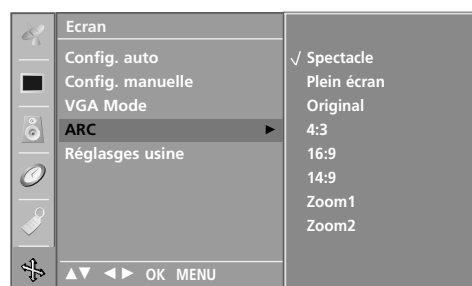 Ecran
Config. auto
Config. manuelle
VGA Mode
ARC ►
Réglasges usine
▲▼ ◄► OK MENU
√ Spectacle
Plein écran
Original
4:3
16:9
14:9
Zoom1
Zoom2